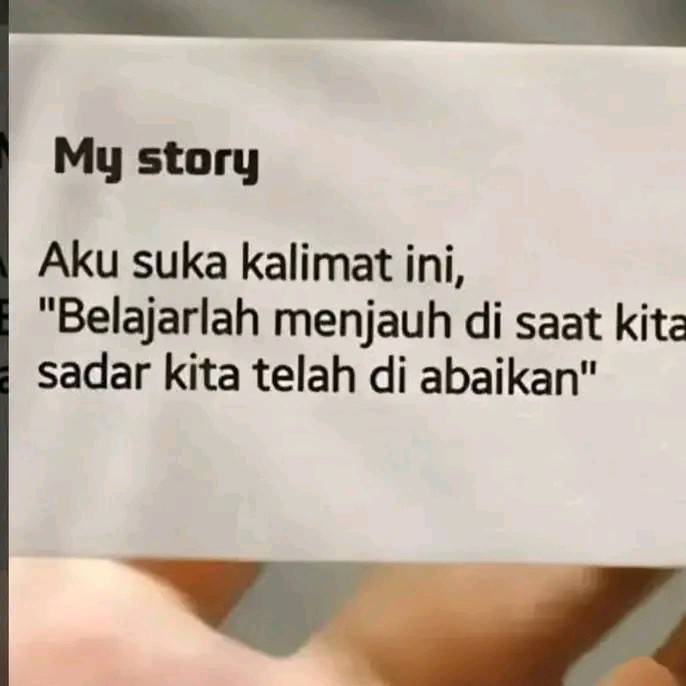 My story
Aku suka kalimat ini,
"Belajarlah menjauh di saat kita
sadar kita telah di abaikan"